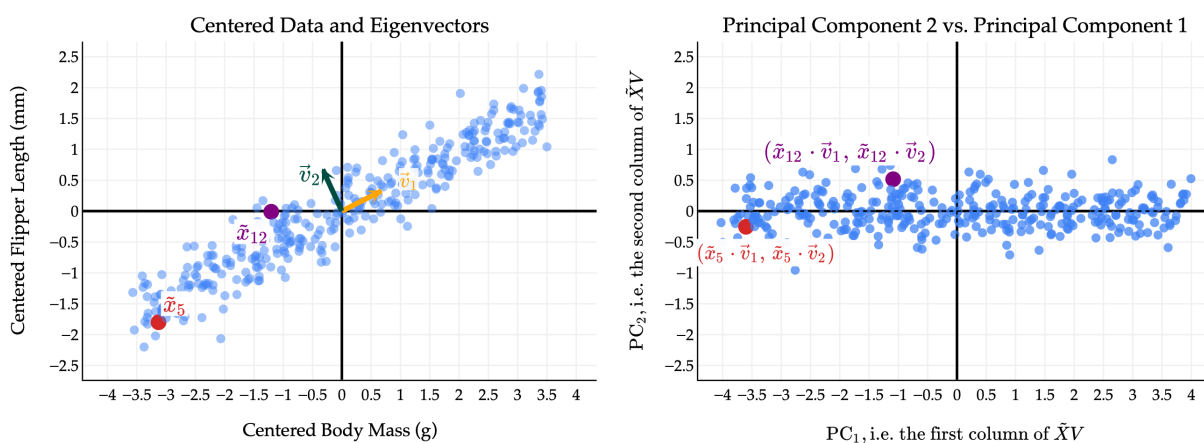 Centered Data and Eigenvectors
Centered Flipper Length (mm)
2.5
2
1.5
1
0.5
0
−0.5
−1
−1.5
−2
−2.5
−4 −3.5 −3 −2.5 −2 −1.5 −1 −0.5 0 0.5 1 1.5 2 2.5 3 3.5 4
Centered Body Mass (g)
v⃗₂
v⃗₁
x̃₁₂
x̃₅
Principal Component 2 vs. Principal Component 1
PC₂, i.e. the second column of X̃V
2.5
2
1.5
1
0.5
0
−0.5
−1
−1.5
−2
−2.5
−4 −3.5 −3 −2.5 −2 −1.5 −1 −0.5 0 0.5 1 1.5 2 2.5 3 3.5 4
PC₁, i.e. the first column of X̃V
(x̃₁₂ · v⃗₁, x̃₁₂ · v⃗₂)
(x̃₅ · v⃗₁, x̃₅ · v⃗₂)